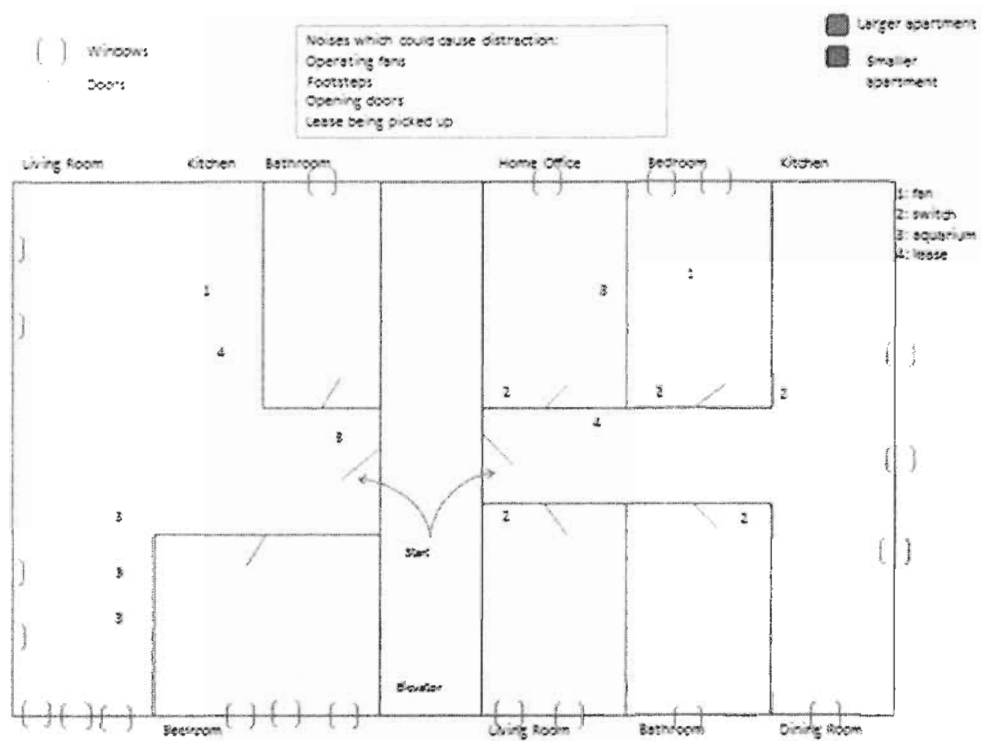 Windows
Doors
Noises which could cause distraction:
Operating fans
Footsteps
Opening doors
Lease being picked up
Larger apartment
Smaller
apartment
Living Room
Kitchen
Bathroom
Home Office
Bedroom
Kitchen
1: fan
2: switch
3: aquarium
4: lease
1
1
3
4
2
2
2
4
3
3
2
2
Start
3
3
Elevator
Bedroom
Living Room
Bathroom
Dining Room